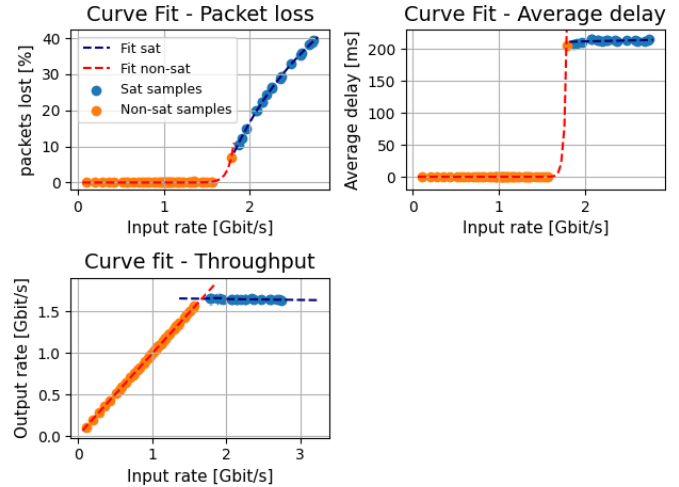 Curve Fit - Packet loss
packets lost [%]
40
30
20
10
0
Fit sat
Fit non-sat
Sat samples
Non-sat samples
0 1 2
Input rate [Gbit/s]
Curve Fit - Average delay
Average delay [ms]
200
150
100
50
0
0 2
Input rate [Gbit/s]
Curve fit - Throughput
Output rate [Gbit/s]
1.5
1.0
0.5
0.0
0 1 2 3
Input rate [Gbit/s]